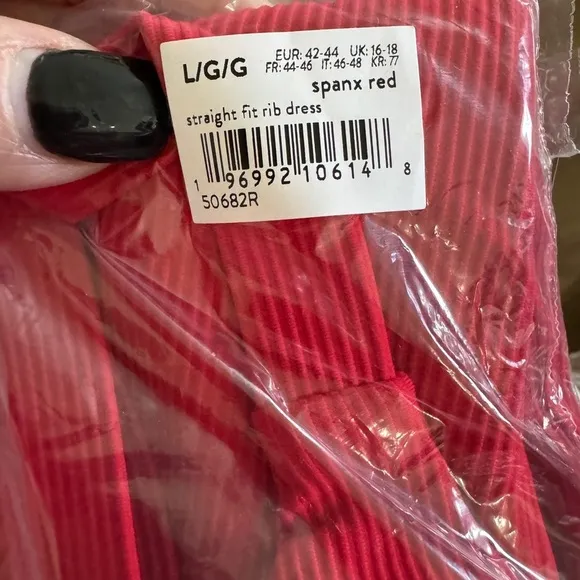 L/G/G
EUR: 42-44 UK: 16-18
FR: 44-46 IT: 46-48 KR: 77
spanx red
straight fit rib dress
1 96992 10614 8
50682R